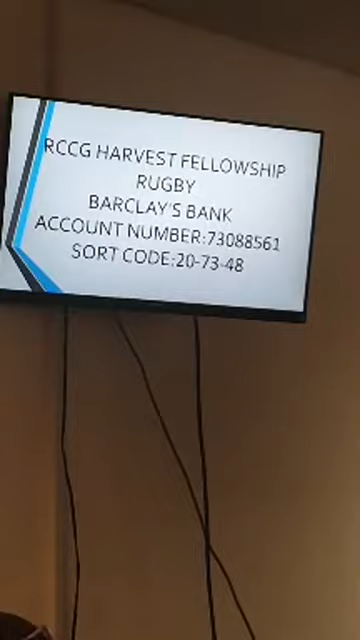 RCCG HARVEST FELLOWSHIP
RUGBY
BARCLAY'S BANK
ACCOUNT NUMBER:73088561
SORT CODE:20-73-48